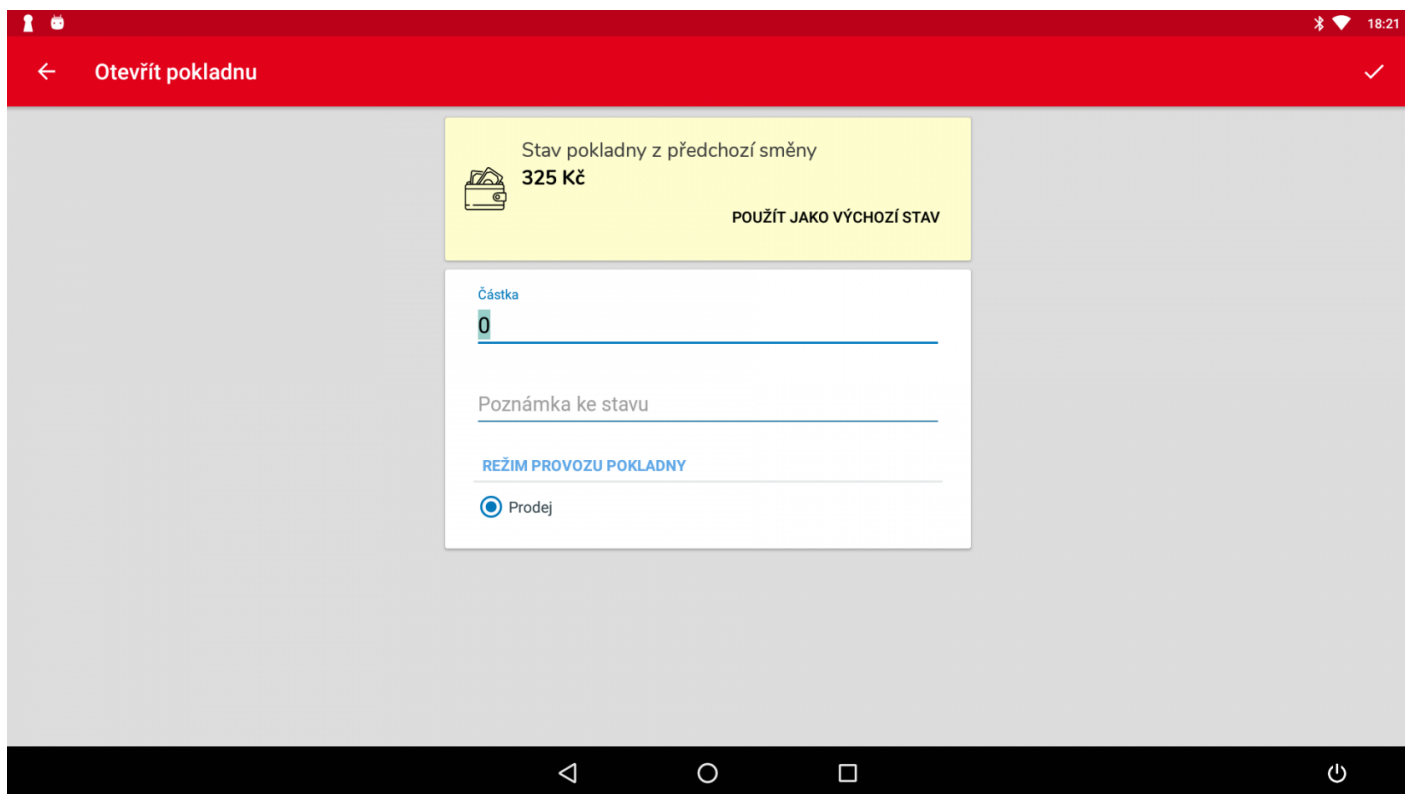 18:21
Otevřít pokladnu
Stav pokladny z předchozí směny
325 Kč
POUŽÍT JAKO VÝCHOZÍ STAV
Částka
0
Poznámka ke stavu
REŽIM PROVOZU POKLADNY
Prodej